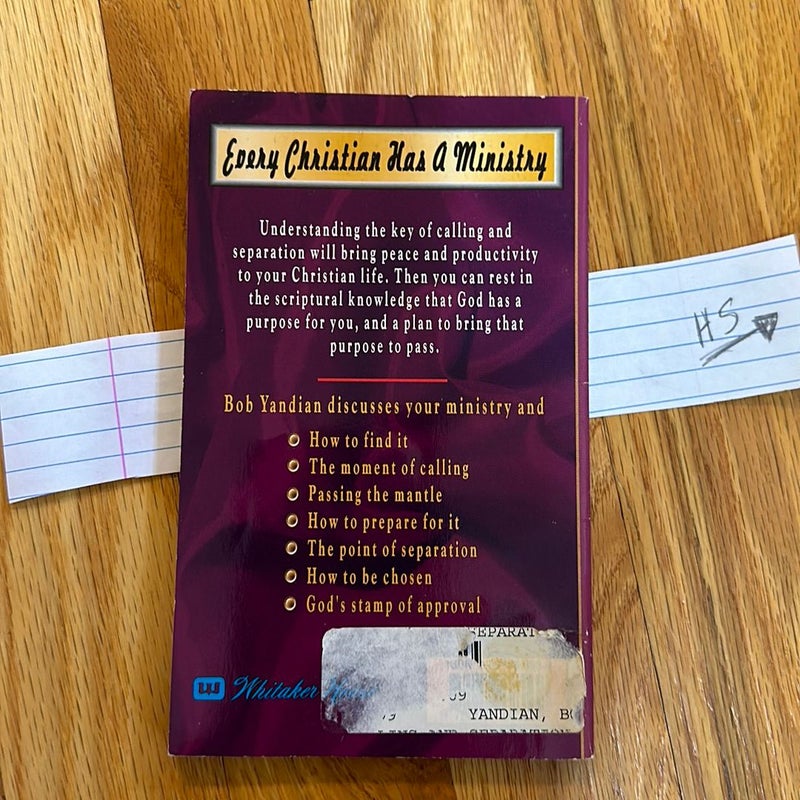 Every Christian Has A Ministry
Understanding the key of calling and
separation will bring peace and productivity
to your Christian life. Then you can rest in
the scriptural knowledge that God has a
purpose for you, and a plan to bring that
purpose to pass.
HS
Bob Yandian discusses your ministry and
How to find it
The moment of calling
Passing the mantle
How to prepare for it
The point of separation
How to be chosen
God's stamp of approval
Whitaker
YANDIAN,